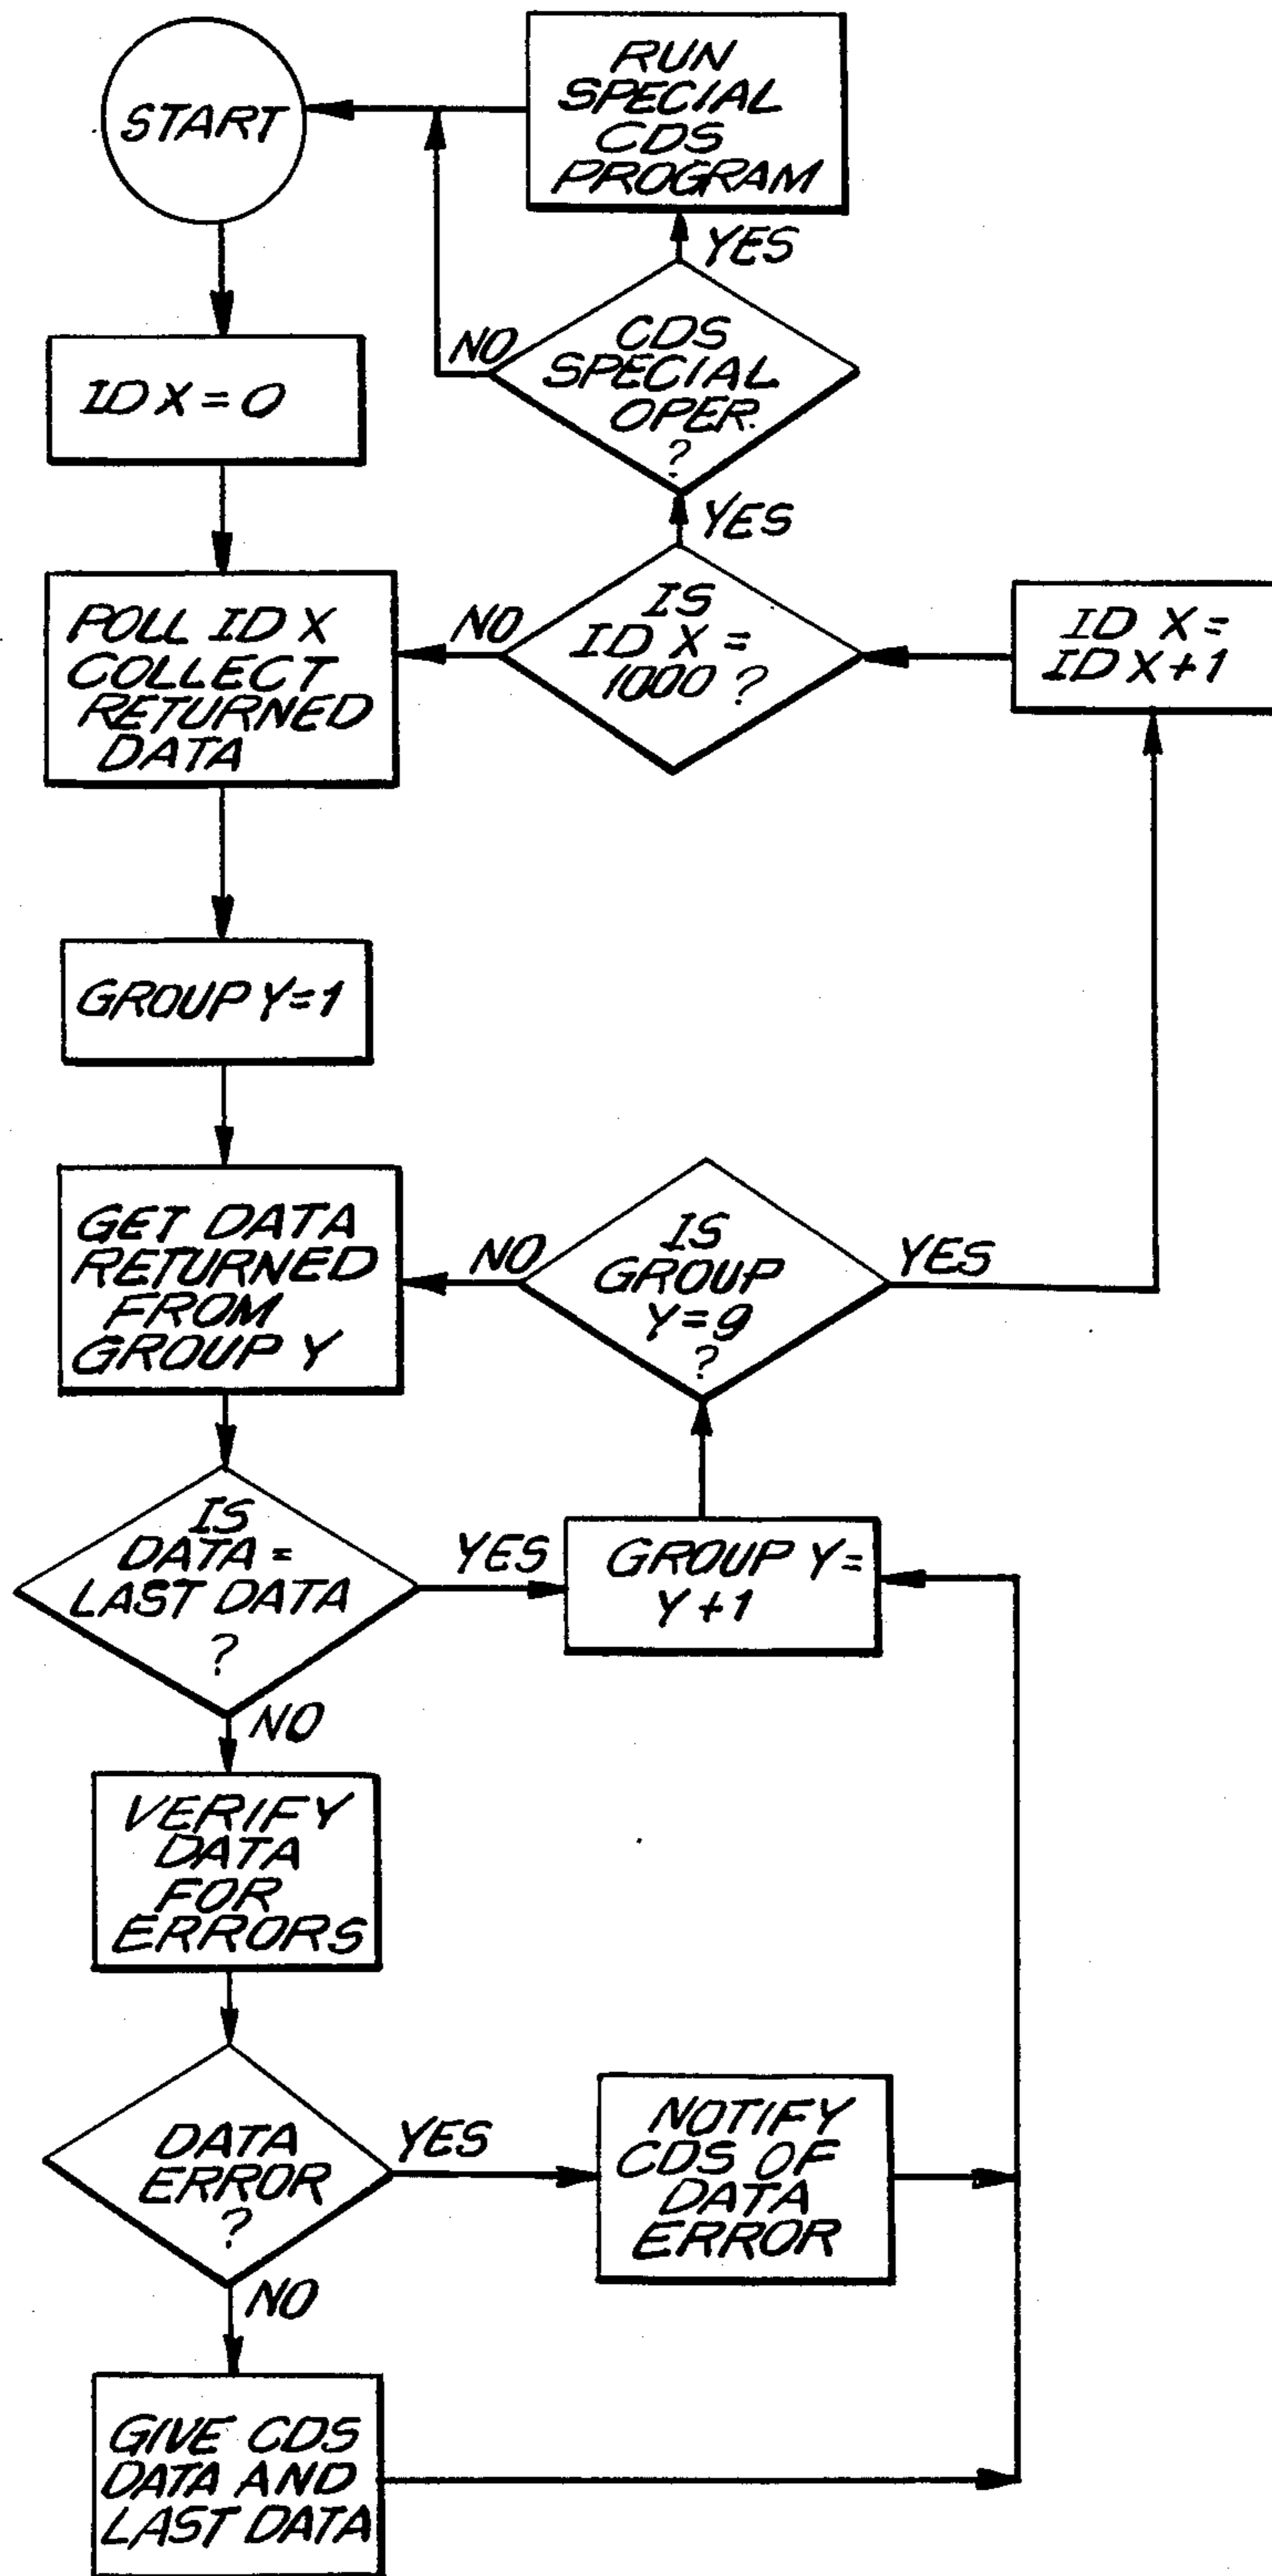 START
RUN
SPECIAL
CDS
PROGRAM
YES
CDS
SPECIAL
OPER.
?
NO
ID X = 0
YES
IS
ID X =
1000 ?
NO
ID X =
ID X + 1
POLL ID X
COLLECT
RETURNED
DATA
GROUP Y = 1
GET DATA
RETURNED
FROM
GROUP Y
NO
IS
GROUP
Y = 9
?
YES
IS
DATA =
LAST DATA
?
YES
GROUP Y =
Y + 1
NO
VERIFY
DATA
FOR
ERRORS
DATA
ERROR
?
YES
NOTIFY
CDS OF
DATA
ERROR
NO
GIVE CDS
DATA AND
LAST DATA